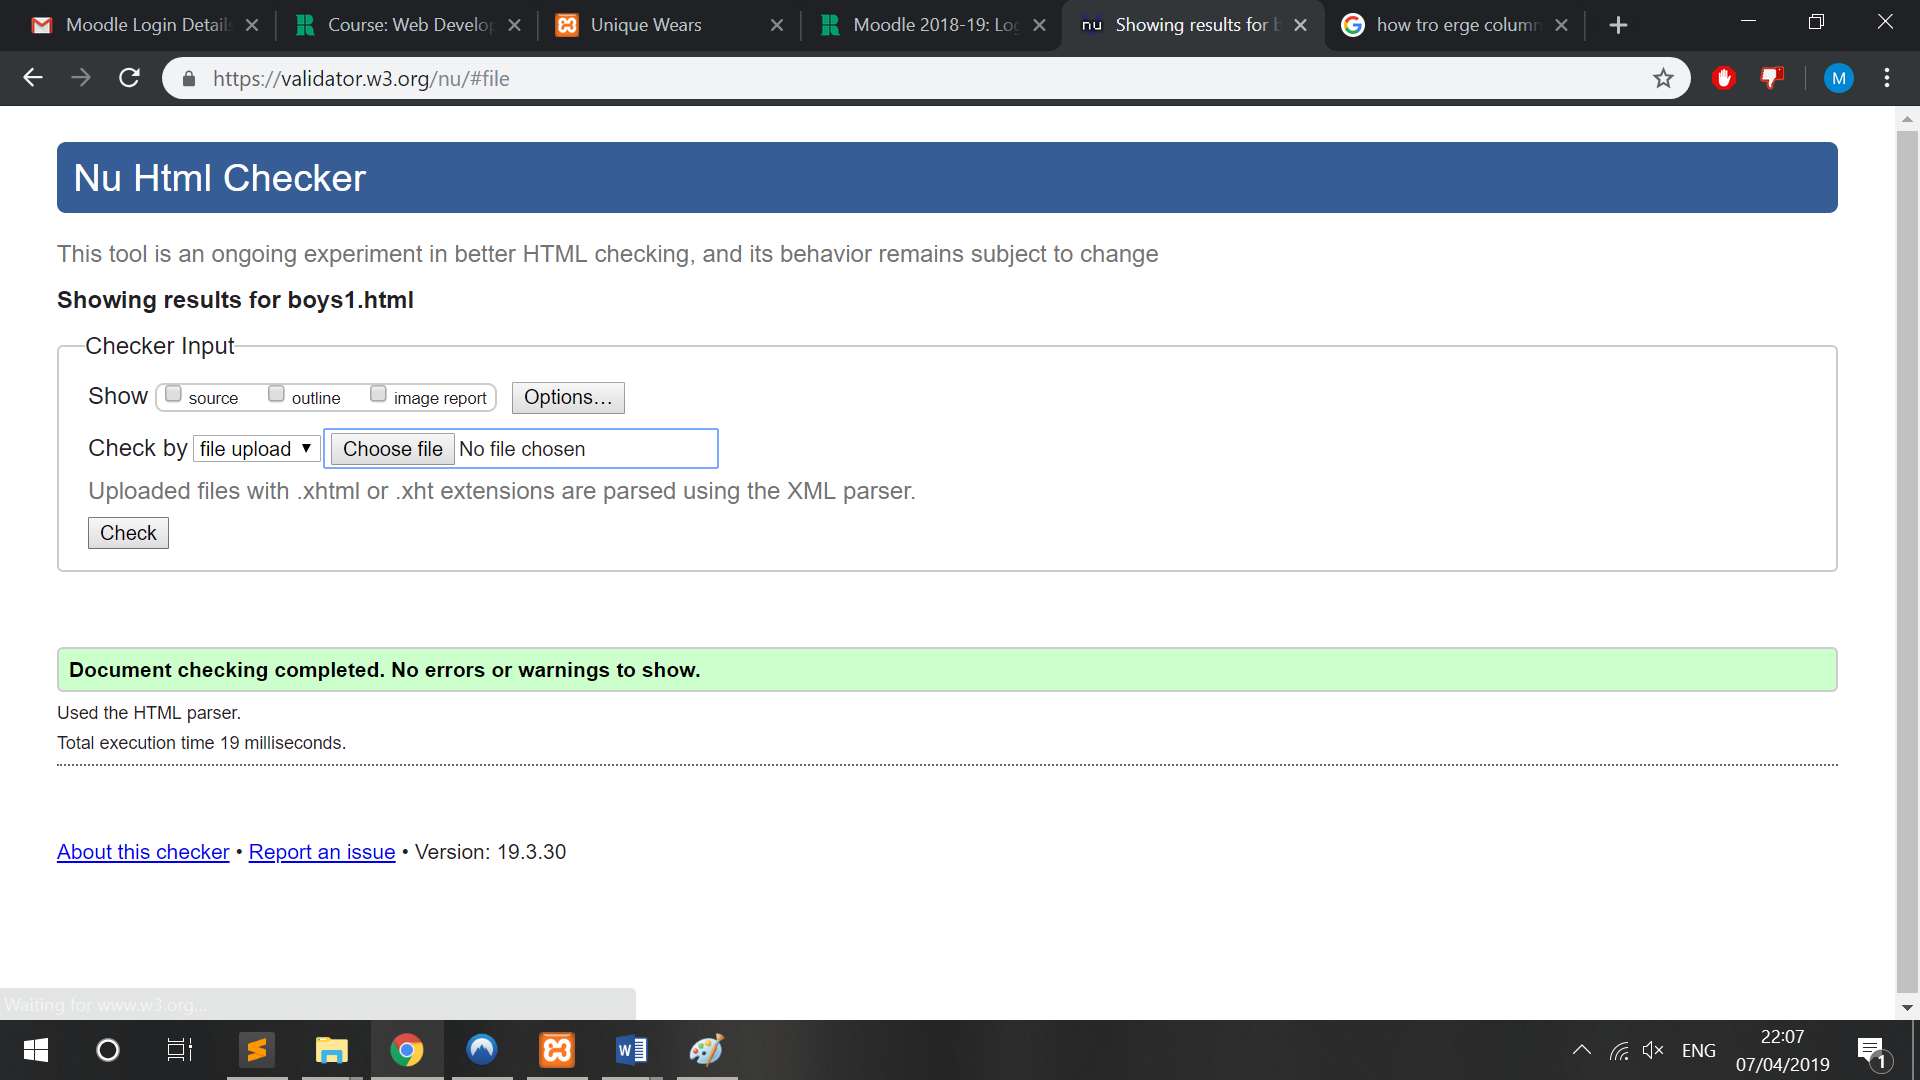 Moodle Login Details
Course: Web Develop
Unique Wears
Moodle 2018-19: Log
nu
Showing results for b
how tro erge column
https://validator.w3.org/nu/#file
M
Nu Html Checker
This tool is an ongoing experiment in better HTML checking, and its behavior remains subject to change
Showing results for boys1.html
Checker Input
Show source outline image report Options...
Check by file upload Choose file No file chosen
Uploaded files with .xhtml or .xht extensions are parsed using the XML parser.
Check
Document checking completed. No errors or warnings to show.
Used the HTML parser.
Total execution time 19 milliseconds.
About this checker • Report an issue • Version: 19.3.30
Waiting for www.w3.org...
ENG
22:07
07/04/2019
1